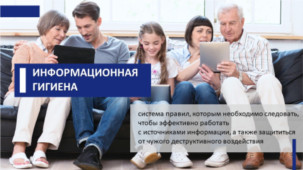 ИНФОРМАЦИОННАЯ
ГИГИЕНА
система правил, которым необходимо следовать,
чтобы эффективно работать
с источниками информации, а также защититься
от чужого деструктивного воздействия